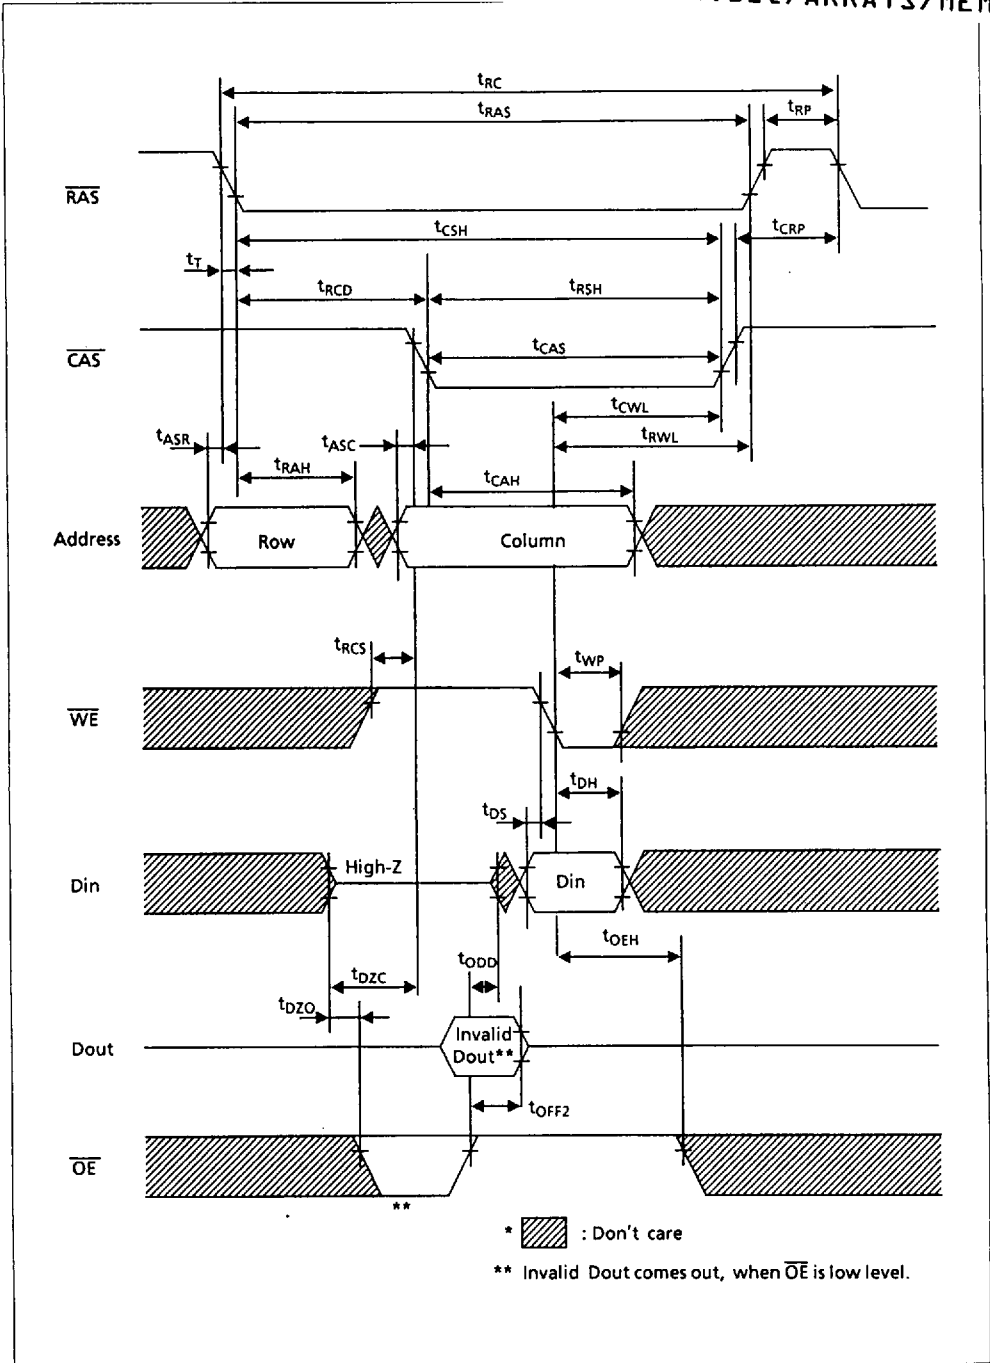 ARRAYS/MEM
tRC
tRAS
tRP
RAS
tCSH
tCRP
tT
tRCD
tRSH
CAS
tCAS
tCWL
tASR
tASC
tRWL
tRAH
tCAH
Address
Row
Column
tRCS
tWP
WE
tDH
tDS
High-Z
Din
Din
tOEH
tODD
tDZC
tDZO
Invalid
Dout
Dout**
tOFF2
OE
**
* : Don't care
** Invalid Dout comes out, when OE is low level.